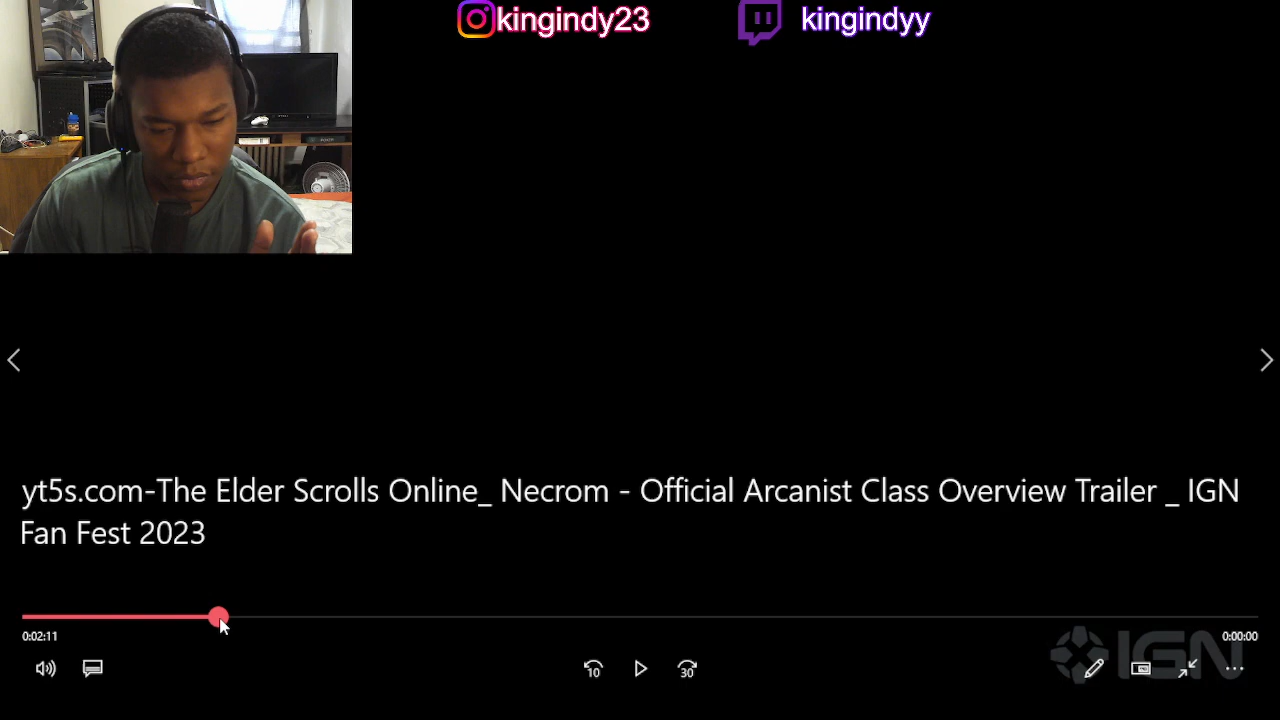 kingindy23
kingindyy
yt5s.com-The Elder Scrolls Online_ Necrom - Official Arcanist Class Overview Trailer _ IGN
Fan Fest 2023
0:02:11
0:00:00
10
30
IGN